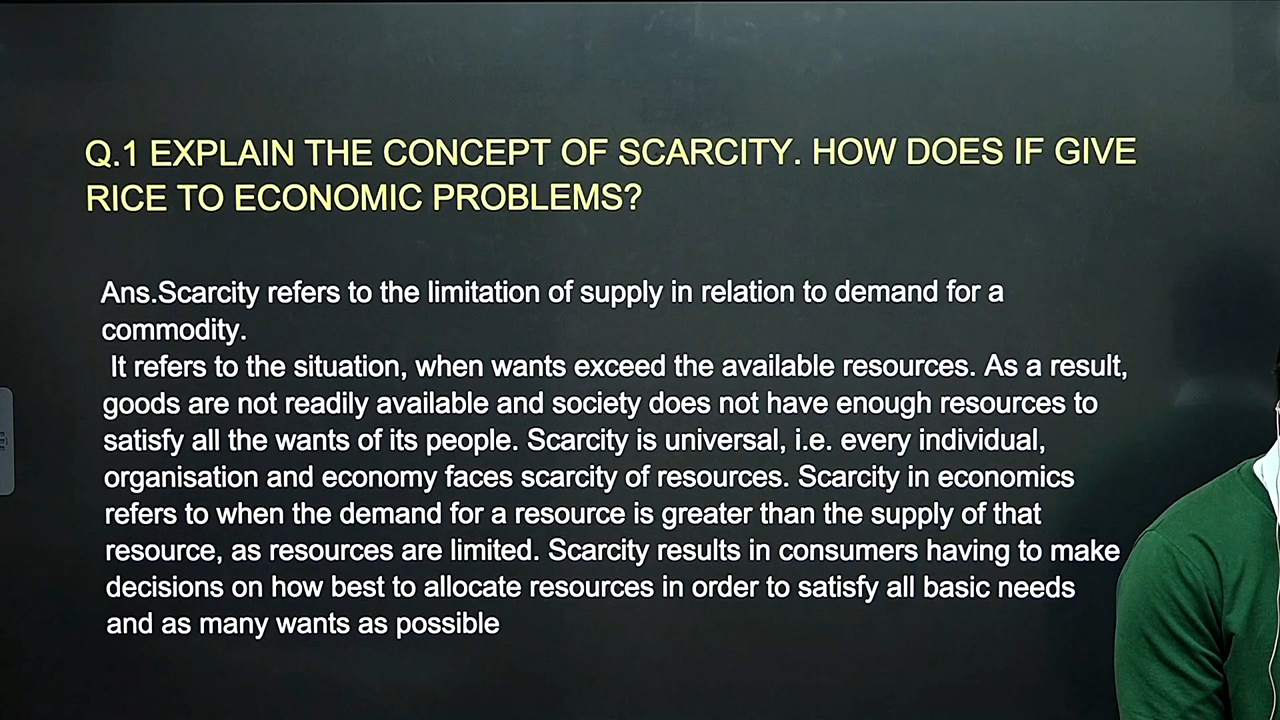 Q.1 EXPLAIN THE CONCEPT OF SCARCITY. HOW DOES IF GIVE
RICE TO ECONOMIC PROBLEMS?
Ans.Scarcity refers to the limitation of supply in relation to demand for a
commodity.
It refers to the situation, when wants exceed the available resources. As a result,
goods are not readily available and society does not have enough resources to
satisfy all the wants of its people. Scarcity is universal, i.e. every individual,
organisation and economy faces scarcity of resources. Scarcity in economics
refers to when the demand for a resource is greater than the supply of that
resource, as resources are limited. Scarcity results in consumers having to make
decisions on how best to allocate resources in order to satisfy all basic needs
and as many wants as possible